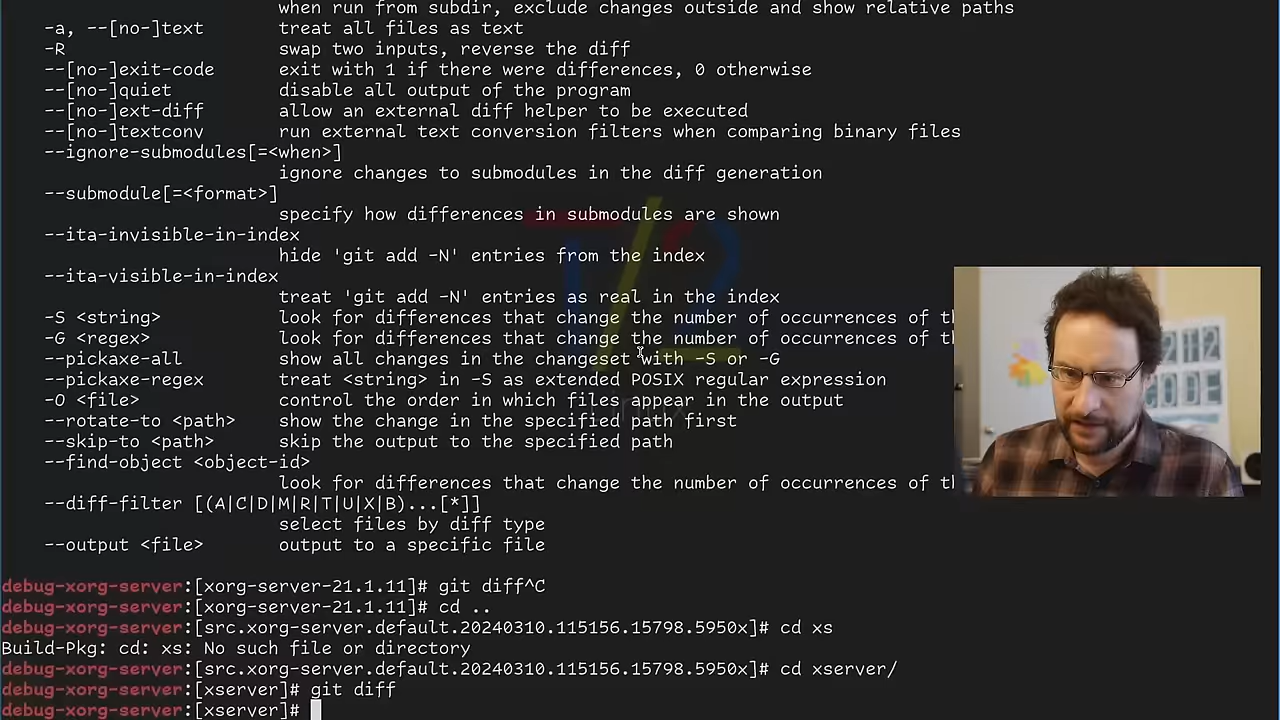 when run from subdir, exclude changes outside and show relative paths
-a, --[no-]text treat all files as text
-R swap two inputs, reverse the diff
--[no-]exit-code exit with 1 if there were differences, 0 otherwise
--[no-]quiet disable all output of the program
--[no-]ext-diff allow an external diff helper to be executed
--[no-]textconv run external text conversion filters when comparing binary files
--ignore-submodules[=<when>]
ignore changes to submodules in the diff generation
--submodule[=<format>]
specify how differences in submodules are shown
--ita-invisible-in-index
hide 'git add -N' entries from the index
--ita-visible-in-index
treat 'git add -N' entries as real in the index
-S <string> look for differences that change the number of occurrences of
-G <regex> look for differences that change the number of occurrences of
--pickaxe-all show all changes in the changeset with -S or -G
--pickaxe-regex treat <string> in -S as extended POSIX regular expression
-O <file> control the order in which files appear in the output
--rotate-to <path> show the change in the specified path first
--skip-to <path> skip the output to the specified path
--find-object <object-id>
look for differences that change the number of occurrences of
--diff-filter [(A|C|D|M|R|T|U|X|B)...[*]]
select files by diff type
--output <file> output to a specific file
debug-xorg-server:[xorg-server-21.1.11]# git diff^C
debug-xorg-server:[xorg-server-21.1.11]# cd ..
debug-xorg-server:[src.xorg-server.default.20240310.115156.15798.5950x]# cd xs
Build-Pkg: cd: xs: No such file or directory
debug-xorg-server:[src.xorg-server.default.20240310.115156.15798.5950x]# cd xserver/
debug-xorg-server:[xserver]# git diff
debug-xorg-server:[xserver]#